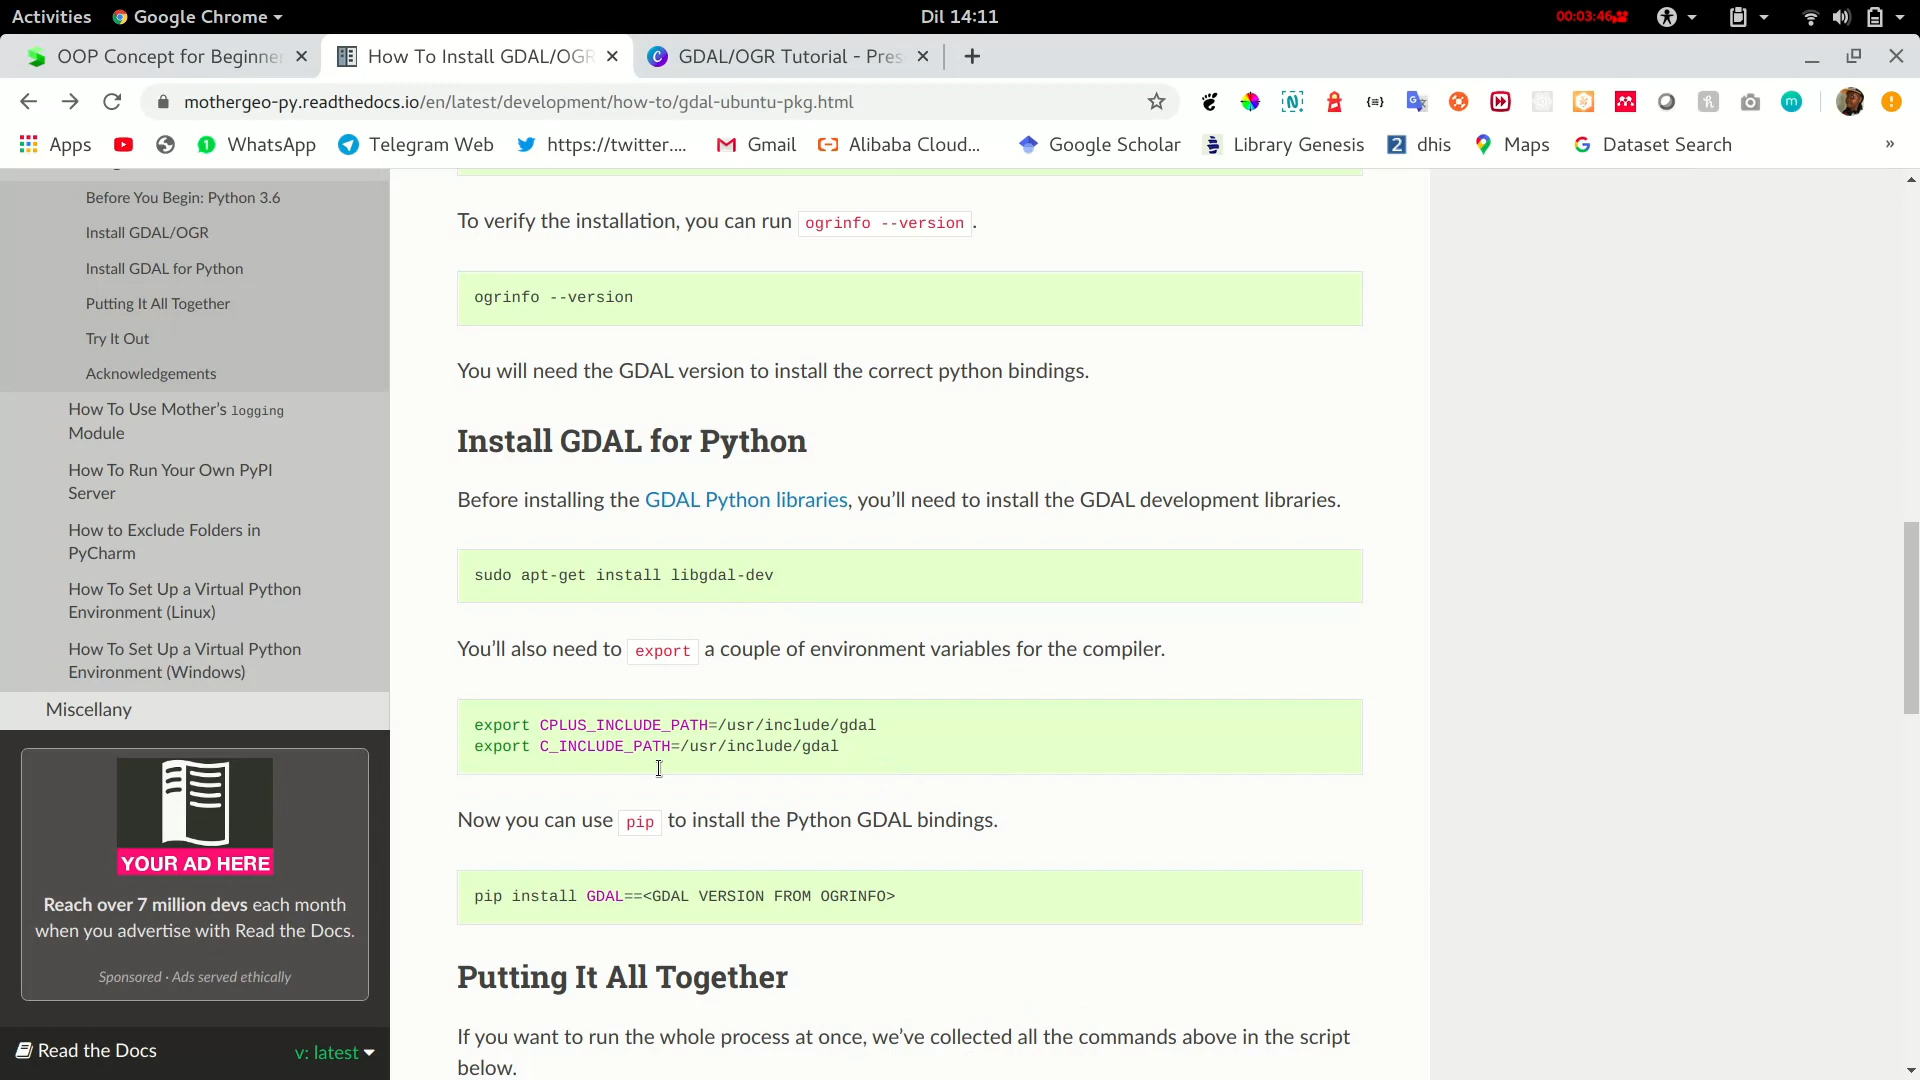 Activities
Google Chrome
Dil 14:11
00:03:46
OOP Concept for Beginne
How To Install GDAL/OGR
GDAL/OGR Tutorial - Pres
mothergeo-py.readthedocs.io/en/latest/development/how-to/gdal-ubuntu-pkg.html
Apps
WhatsApp
Telegram Web
https://twitter....
Gmail
Alibaba Cloud...
Google Scholar
Library Genesis
dhis
Maps
Dataset Search
»
Before You Begin: Python 3.6
Install GDAL/OGR
Install GDAL for Python
Putting It All Together
Try It Out
Acknowledgements
How To Use Mother’s logging
Module
How To Run Your Own PyPI
Server
How to Exclude Folders in
PyCharm
How To Set Up a Virtual Python
Environment (Linux)
How To Set Up a Virtual Python
Environment (Windows)
Miscellany
YOUR AD HERE
Reach over 7 million devs each month
when you advertise with Read the Docs.
Sponsored · Ads served ethically
Read the Docs
v: latest
To verify the installation, you can run ogrinfo --version.
ogrinfo --version
You will need the GDAL version to install the correct python bindings.
Install GDAL for Python
Before installing the GDAL Python libraries, you’ll need to install the GDAL development libraries.
sudo apt-get install libgdal-dev
You’ll also need to export a couple of environment variables for the compiler.
export CPLUS_INCLUDE_PATH=/usr/include/gdal
export C_INCLUDE_PATH=/usr/include/gdal
Now you can use pip to install the Python GDAL bindings.
pip install GDAL==<GDAL VERSION FROM OGRINFO>
Putting It All Together
If you want to run the whole process at once, we’ve collected all the commands above in the script
below.